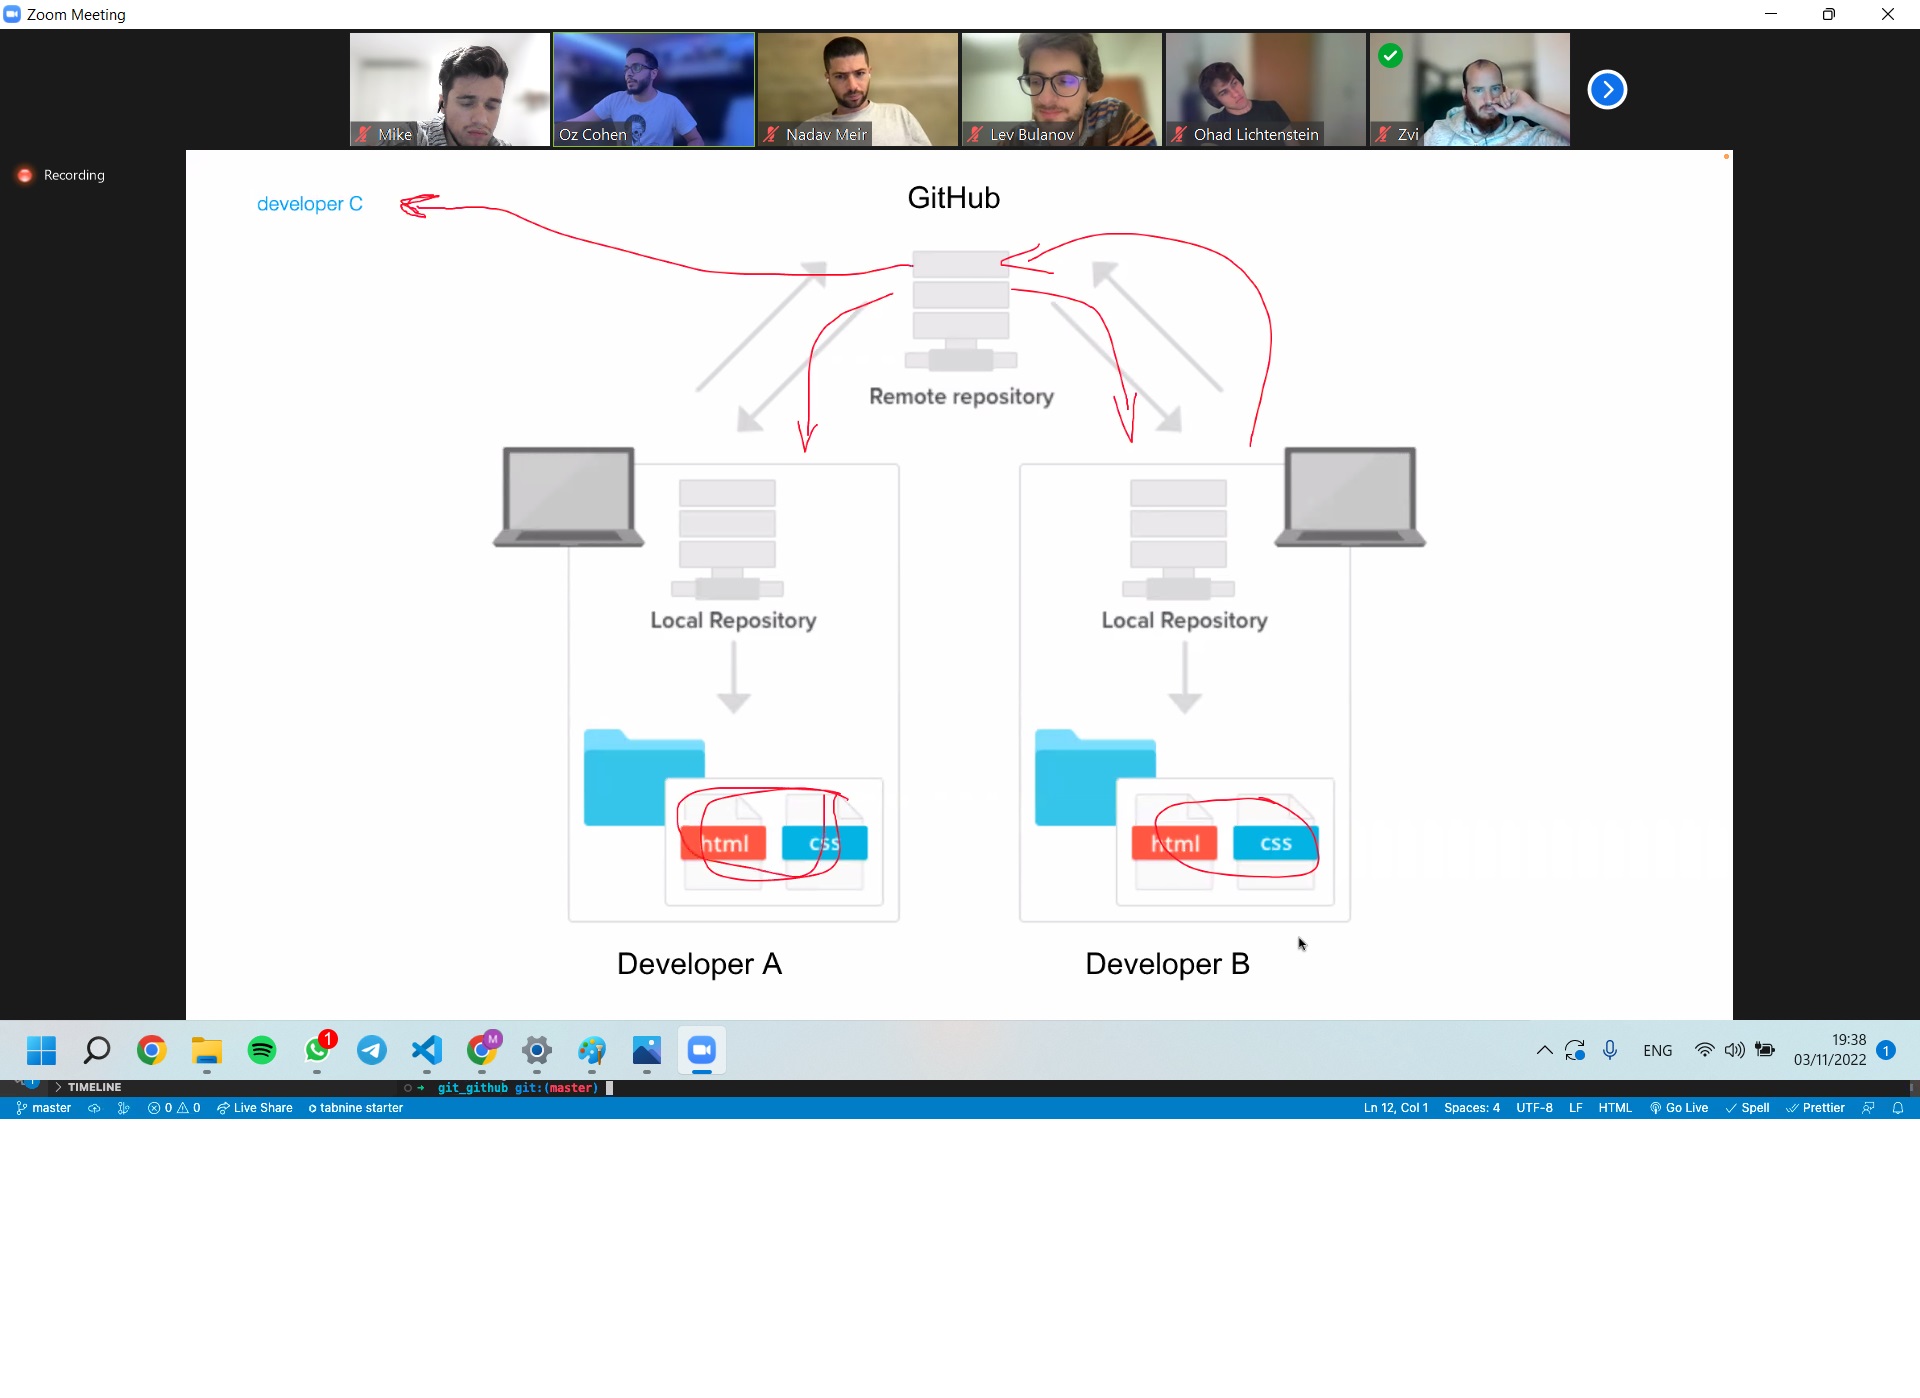 Zoom Meeting
Mike
Oz Cohen
Nadav Meir
Lev Bulanov
Ohad Lichtenstein
Zvi
Recording
developer C
GitHub
Remote repository
Local Repository
Local Repository
html
css
html
css
Developer A
Developer B
1
M
ENG
19:38
03/11/2022
1
TIMELINE
git_github git:(master)
master
0
0
Live Share
tabnine starter
Ln 12, Col 1
Spaces: 4
UTF-8
LF
HTML
Go Live
Spell
Prettier